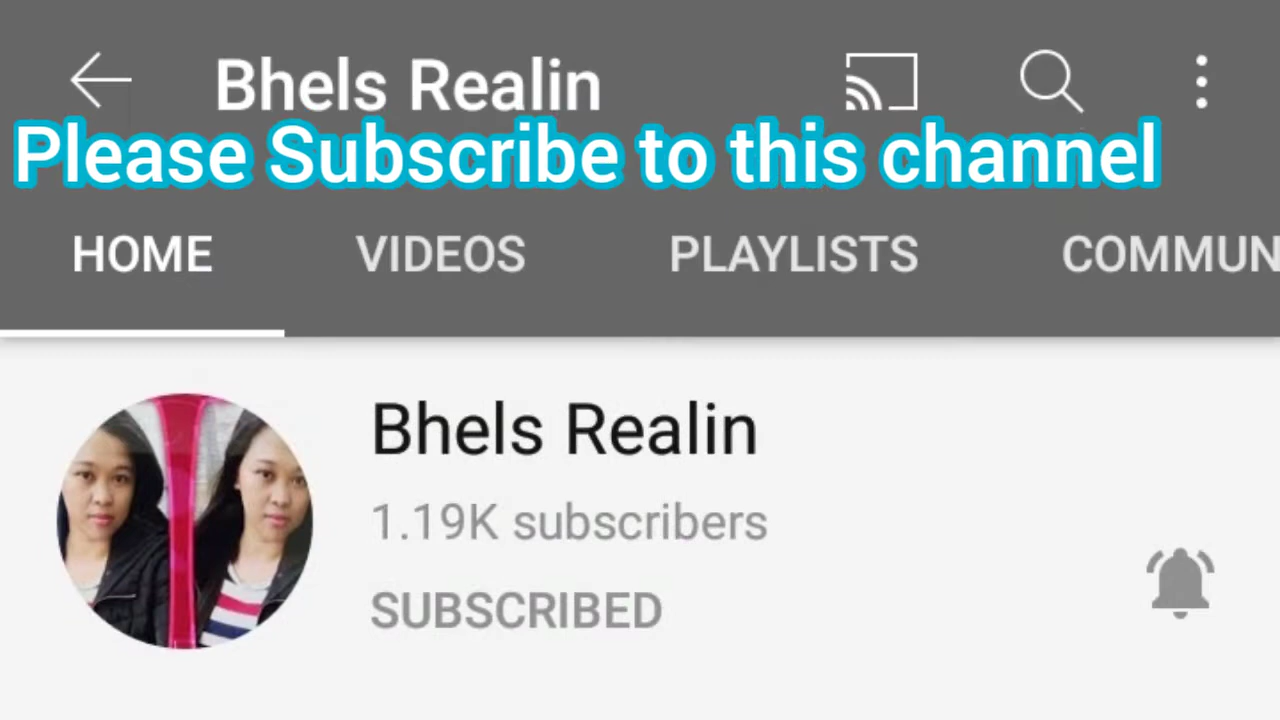 Bhels Realin
Please Subscribe to this channel
HOME VIDEOS PLAYLISTS COMMUN
Bhels Realin
1.19K subscribers
SUBSCRIBED